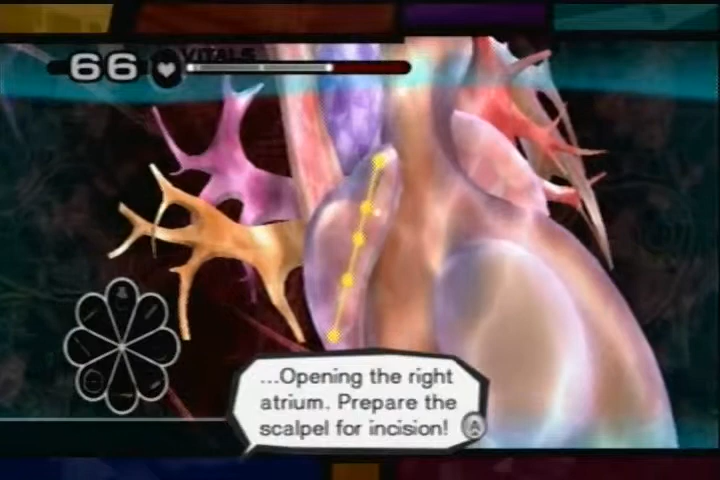 VITALS
66
...Opening the right
atrium. Prepare the
scalpel for incision!
A